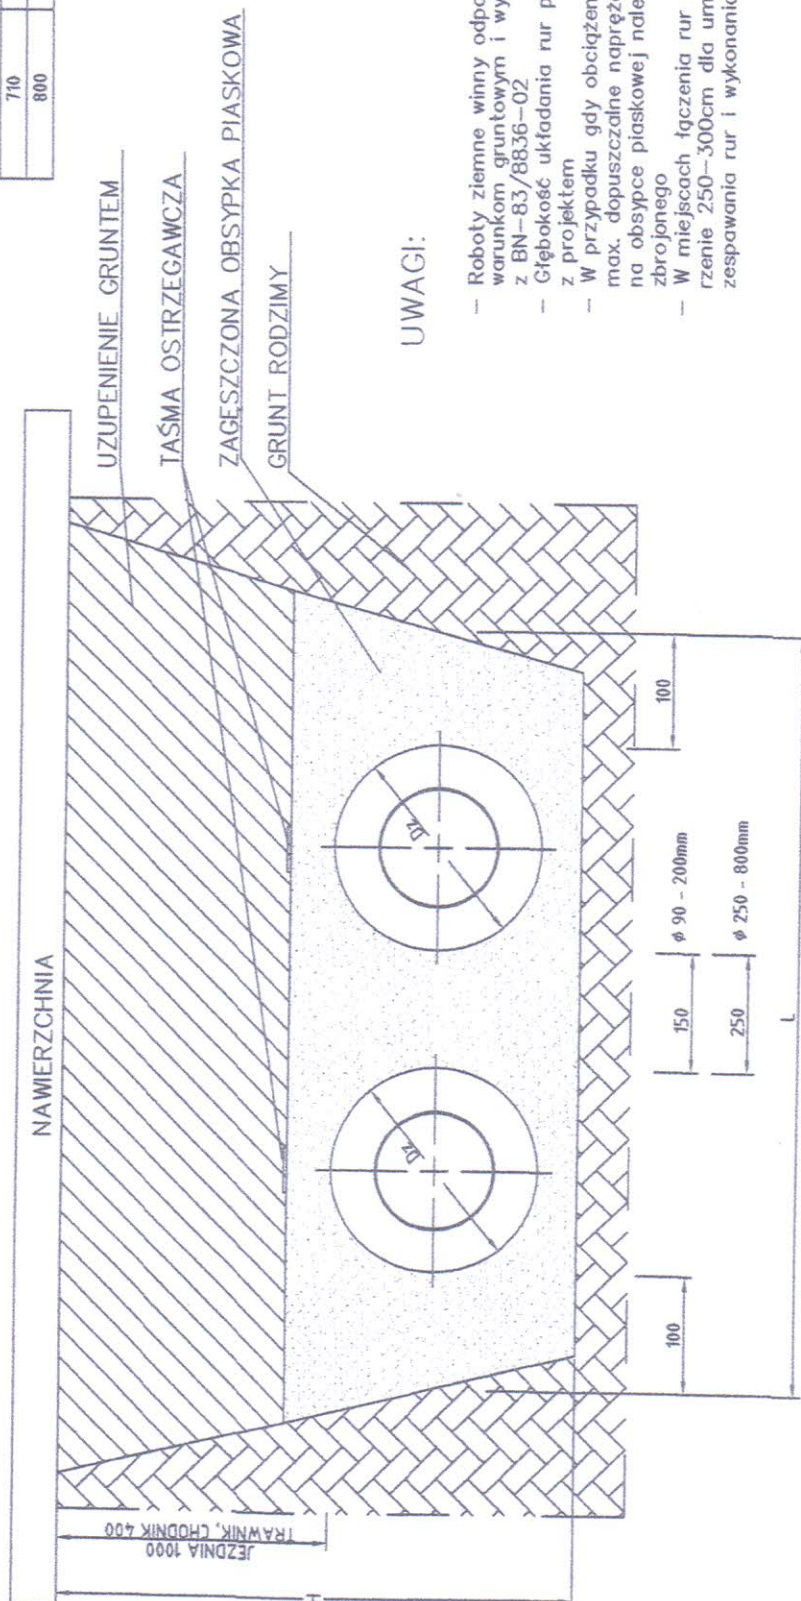 710
800
NAWIERZCHNIA
UZUPENIENIE GRUNTEM
TAŚMA OSTRZEGAWCZA
ZAGĘSZCZONA OBSYPKA PIASKOWA
GRUNT RODZIMY
JEZDNIA 1000
TRAWNIK, CHODNIK 400
H
Dz
Dz
100
150
ϕ 90 - 200mm
100
250
ϕ 250 - 800mm
L
UWAGI:
– Roboty ziemne winny odpo
warunkom gruntowym i wy
z BN–83/8836–02
– Głębokość układania rur p
z projektem
– W przypadku gdy obciążen
max. dopuszczalne napręż
na obsypce piaskowej nale
zbrojonego
– W miejscach łączenia rur
rzenie 250–300cm dla um
zespawania rur i wykonania